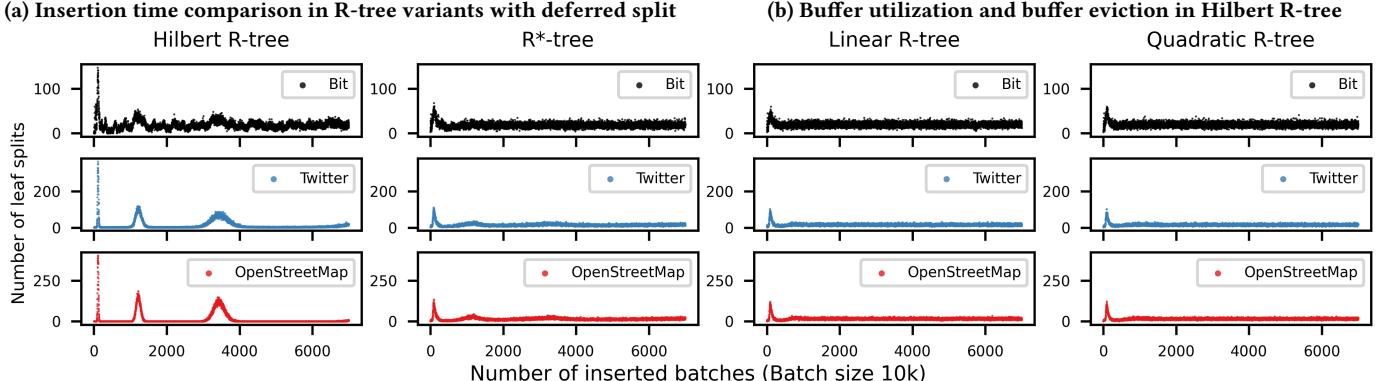 (a) Insertion time comparison in R-tree variants with deferred split
(b) Buffer utilization and buffer eviction in Hilbert R-tree
Hilbert R-tree
R*-tree
Linear R-tree
Quadratic R-tree
Number of leaf splits
100
0
Bit
100
0
Bit
100
0
Bit
100
0
Bit
200
0
Twitter
200
0
Twitter
200
0
Twitter
200
0
Twitter
250
0
OpenStreetMap
250
0
OpenStreetMap
250
0
OpenStreetMap
250
0
OpenStreetMap
0 2000 4000 6000
0 2000 4000 6000
0 2000 4000 6000
0 2000 4000 6000
Number of inserted batches (Batch size 10k)